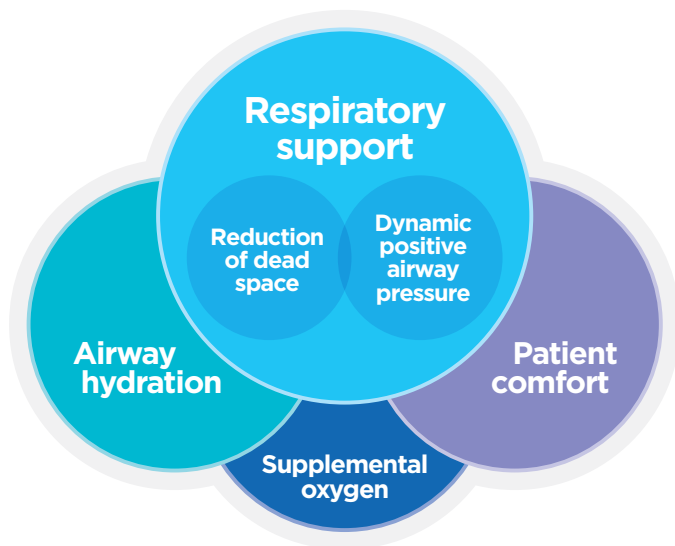 Respiratory
support
Reduction
of dead
space
Dynamic
positive
airway
pressure
Airway
hydration
Patient
comfort
Supplemental
oxygen